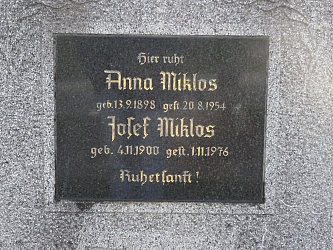 Hier ruht
Anna Miklos
geb. 13.9.1898 gest 20.8.1954
Josef Miklos
geb. 4.11.1900 gest. 1.11.1976
Ruhet sanft!